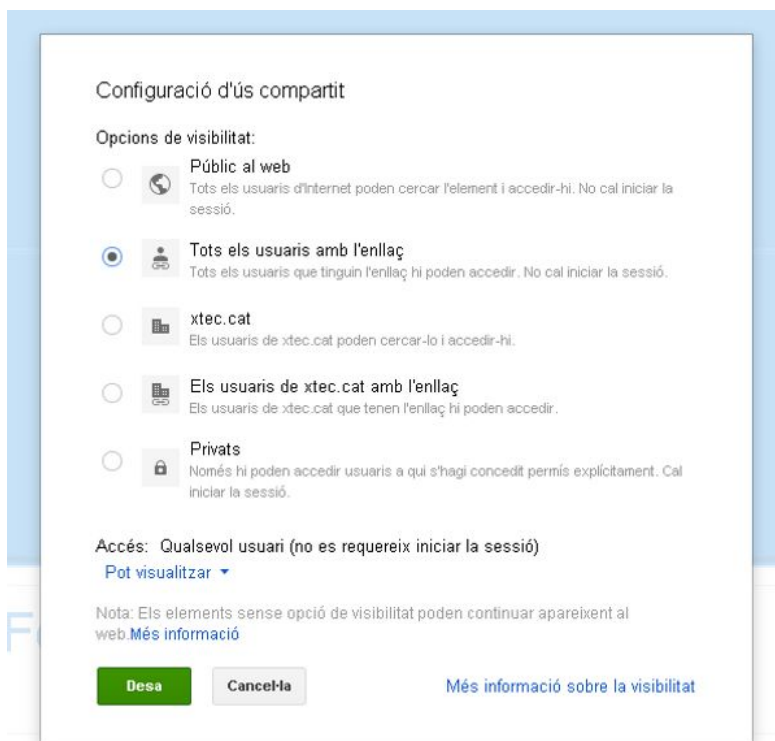 Configuració d'ús compartit
Opcions de visibilitat:
Públic al web
Tots els usuaris d'Internet poden cercar l'element i accedir-hi. No cal iniciar la
sessió.
Tots els usuaris amb l'enllaç
Tots els usuaris que tinguin l'enllaç hi poden accedir. No cal iniciar la sessió.
xtec.cat
Els usuaris de xtec.cat poden cercar-lo i accedir-hi.
Els usuaris de xtec.cat amb l'enllaç
Els usuaris de xtec.cat que tenen l'enllaç hi poden accedir.
Privats
Només hi poden accedir usuaris a qui s'hagi concedit permís explícitament. Cal
iniciar la sessió.
Accés: Qualsevol usuari (no es requereix iniciar la sessió)
Pot visualitzar
Nota: Els elements sense opció de visibilitat poden continuar apareixent al
web.Més informació
Desa Cancel·la Més informació sobre la visibilitat